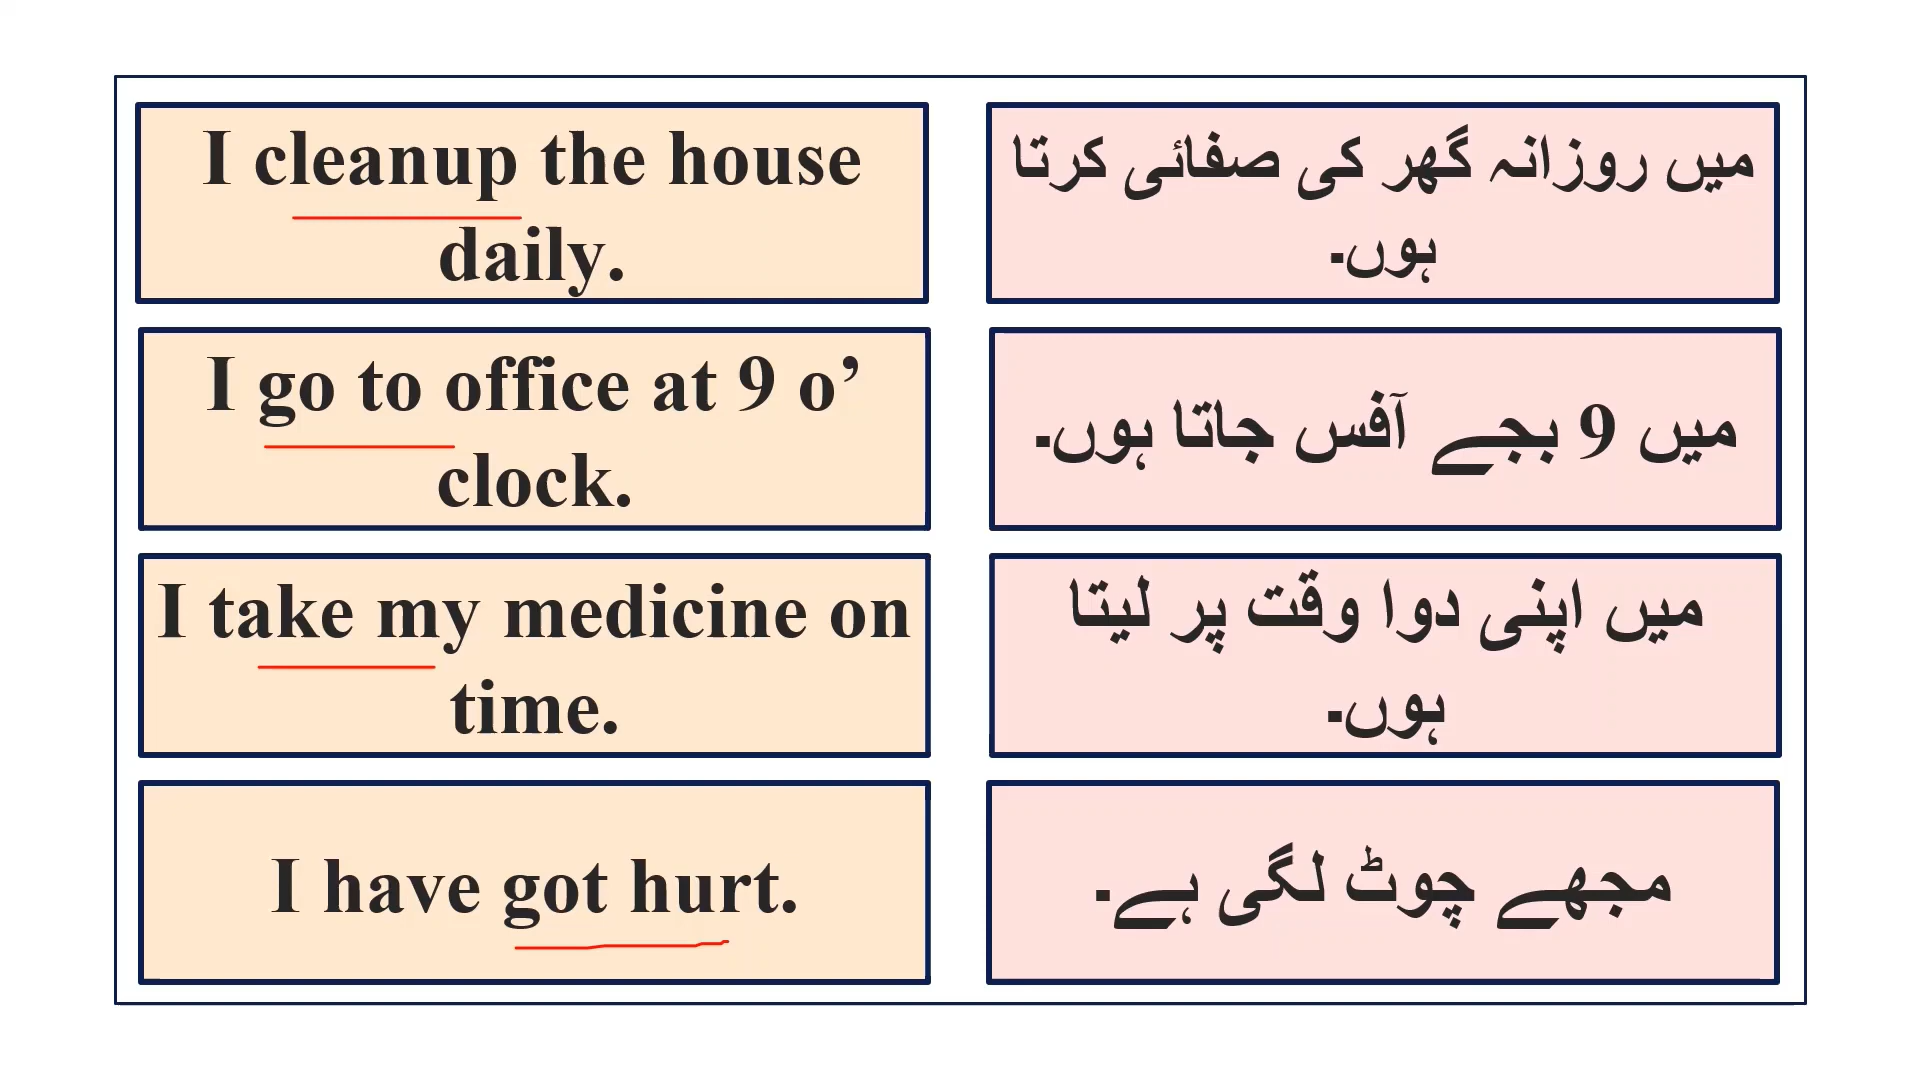 I cleanup the house
daily.
میں روزانہ گھر کی صفائی کرتا
ہوں۔
I go to office at 9 o’
clock.
میں 9 بجے آفس جاتا ہوں۔
I take my medicine on
time.
میں اپنی دوا وقت پر لیتا
ہوں۔
I have got hurt.
مجھے چوٹ لگی ہے۔